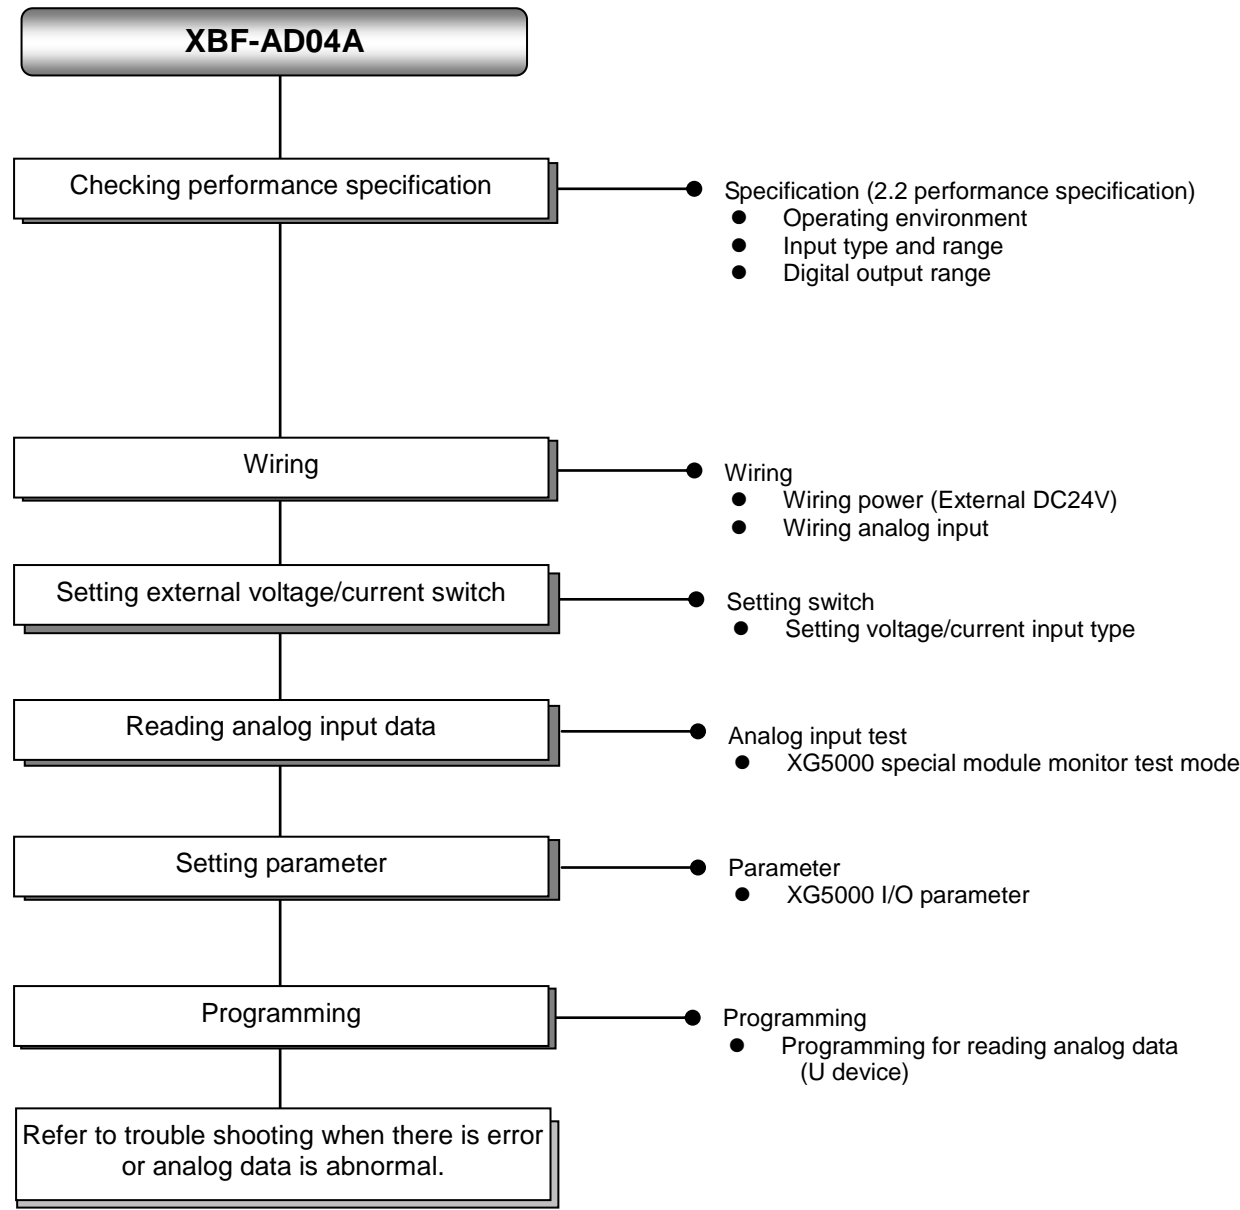 XBF-AD04A
Checking performance specification
Specification (2.2 performance specification)
● Operating environment
● Input type and range
● Digital output range
Wiring
Wiring
● Wiring power (External DC24V)
● Wiring analog input
Setting external voltage/current switch
Setting switch
● Setting voltage/current input type
Reading analog input data
Analog input test
● XG5000 special module monitor test mode
Setting parameter
Parameter
● XG5000 I/O parameter
Programming
Programming
● Programming for reading analog data
(U device)
Refer to trouble shooting when there is error
or analog data is abnormal.